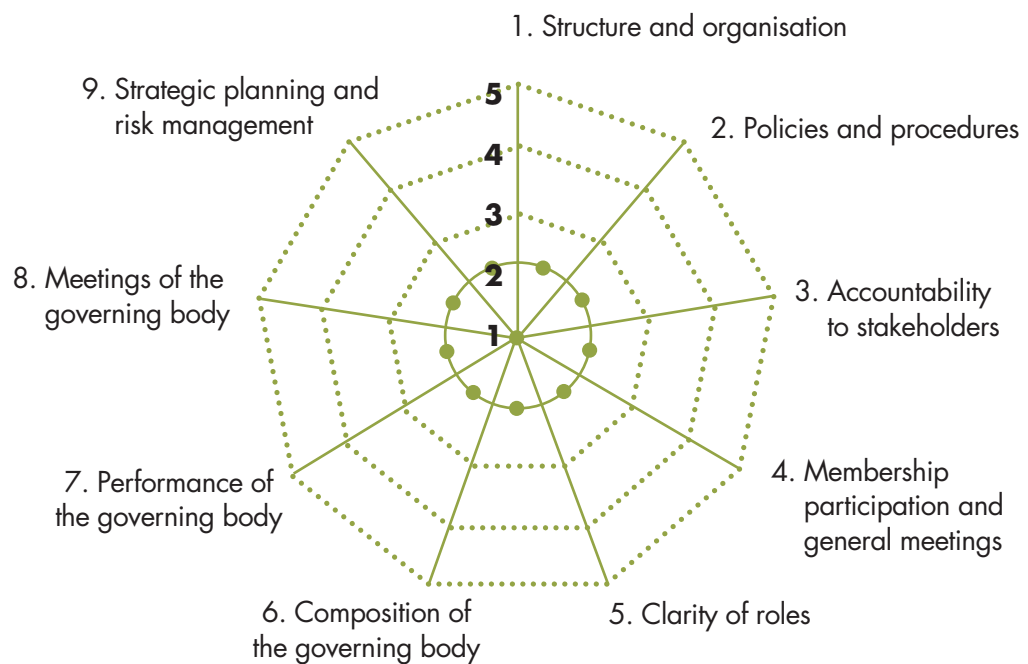 1. Structure and organisation
2. Policies and procedures
3. Accountability
to stakeholders
4. Membership
participation and
general meetings
5. Clarity of roles
6. Composition of
the governing body
7. Performance of
the governing body
8. Meetings of the
governing body
9. Strategic planning and
risk management
5
4
3
2
1